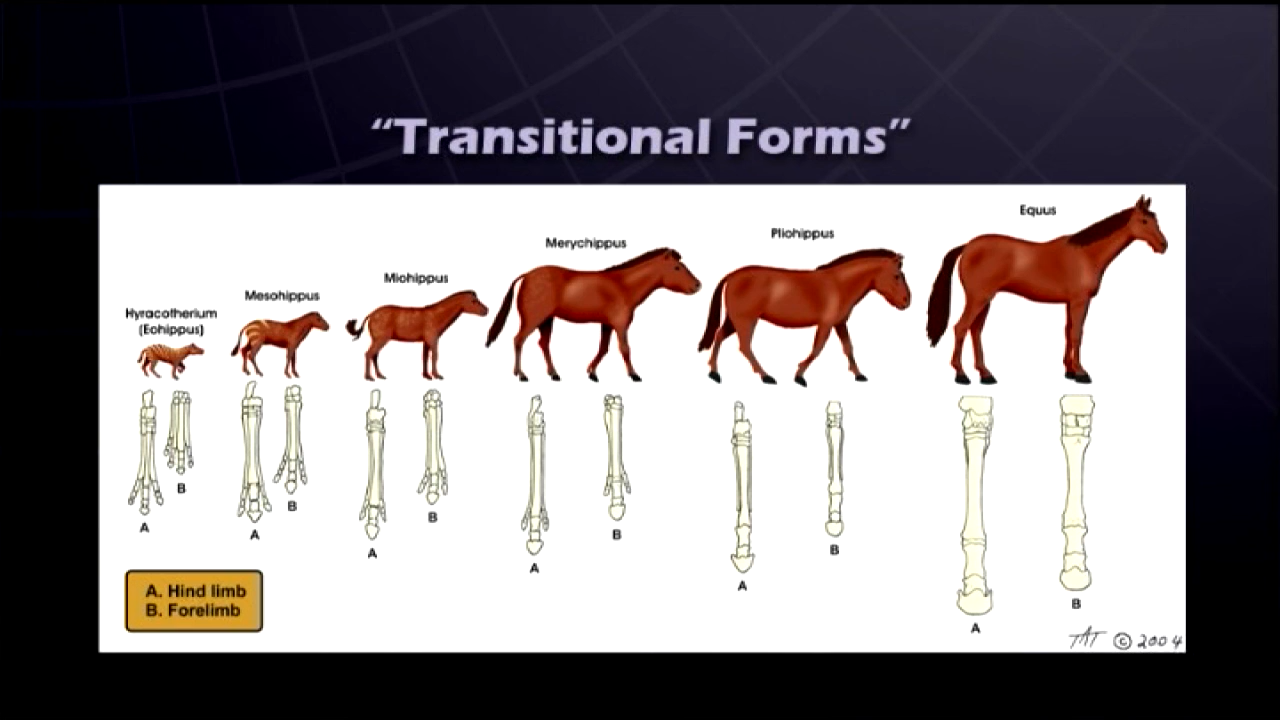 “Transitional Forms”
Equus
Pliohippus
Merychippus
Miohippus
Mesohippus
Hyracotherium
(Eohippus)
A
B
A
B
A
B
A
B
A
B
A
B
A. Hind limb
B. Forelimb
TAT © 2004